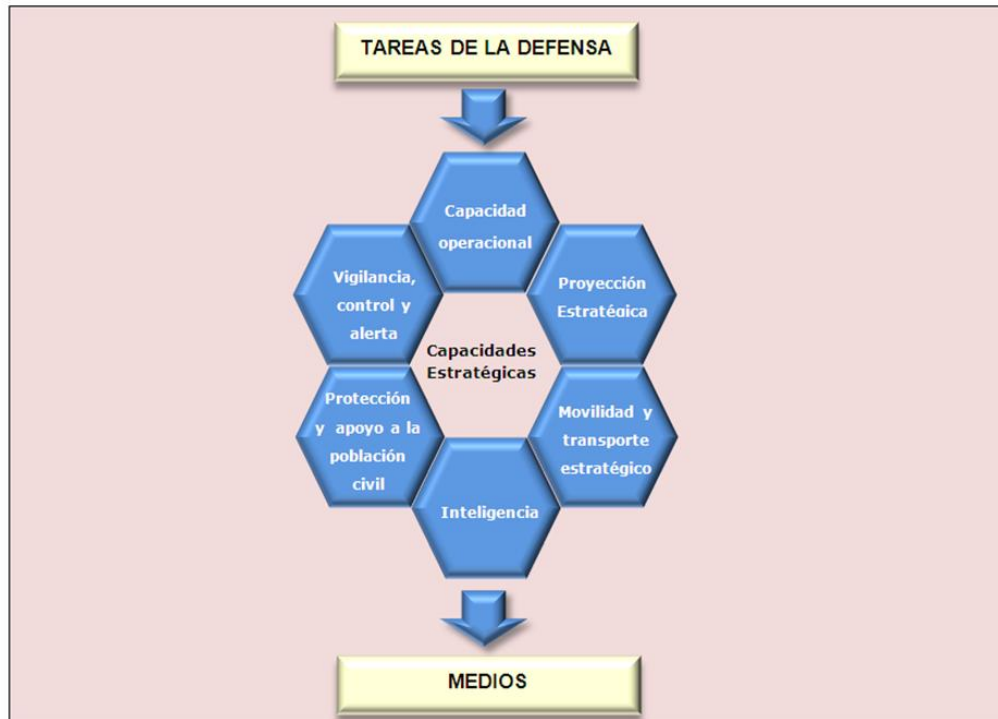 TAREAS DE LA DEFENSA
Capacidad
operacional
Vigilancia,
control y
alerta
Proyección
Estratégica
Capacidades
Estratégicas
Protección
y apoyo a la
población
civil
Movilidad y
transporte
estratégico
Inteligencia
MEDIOS